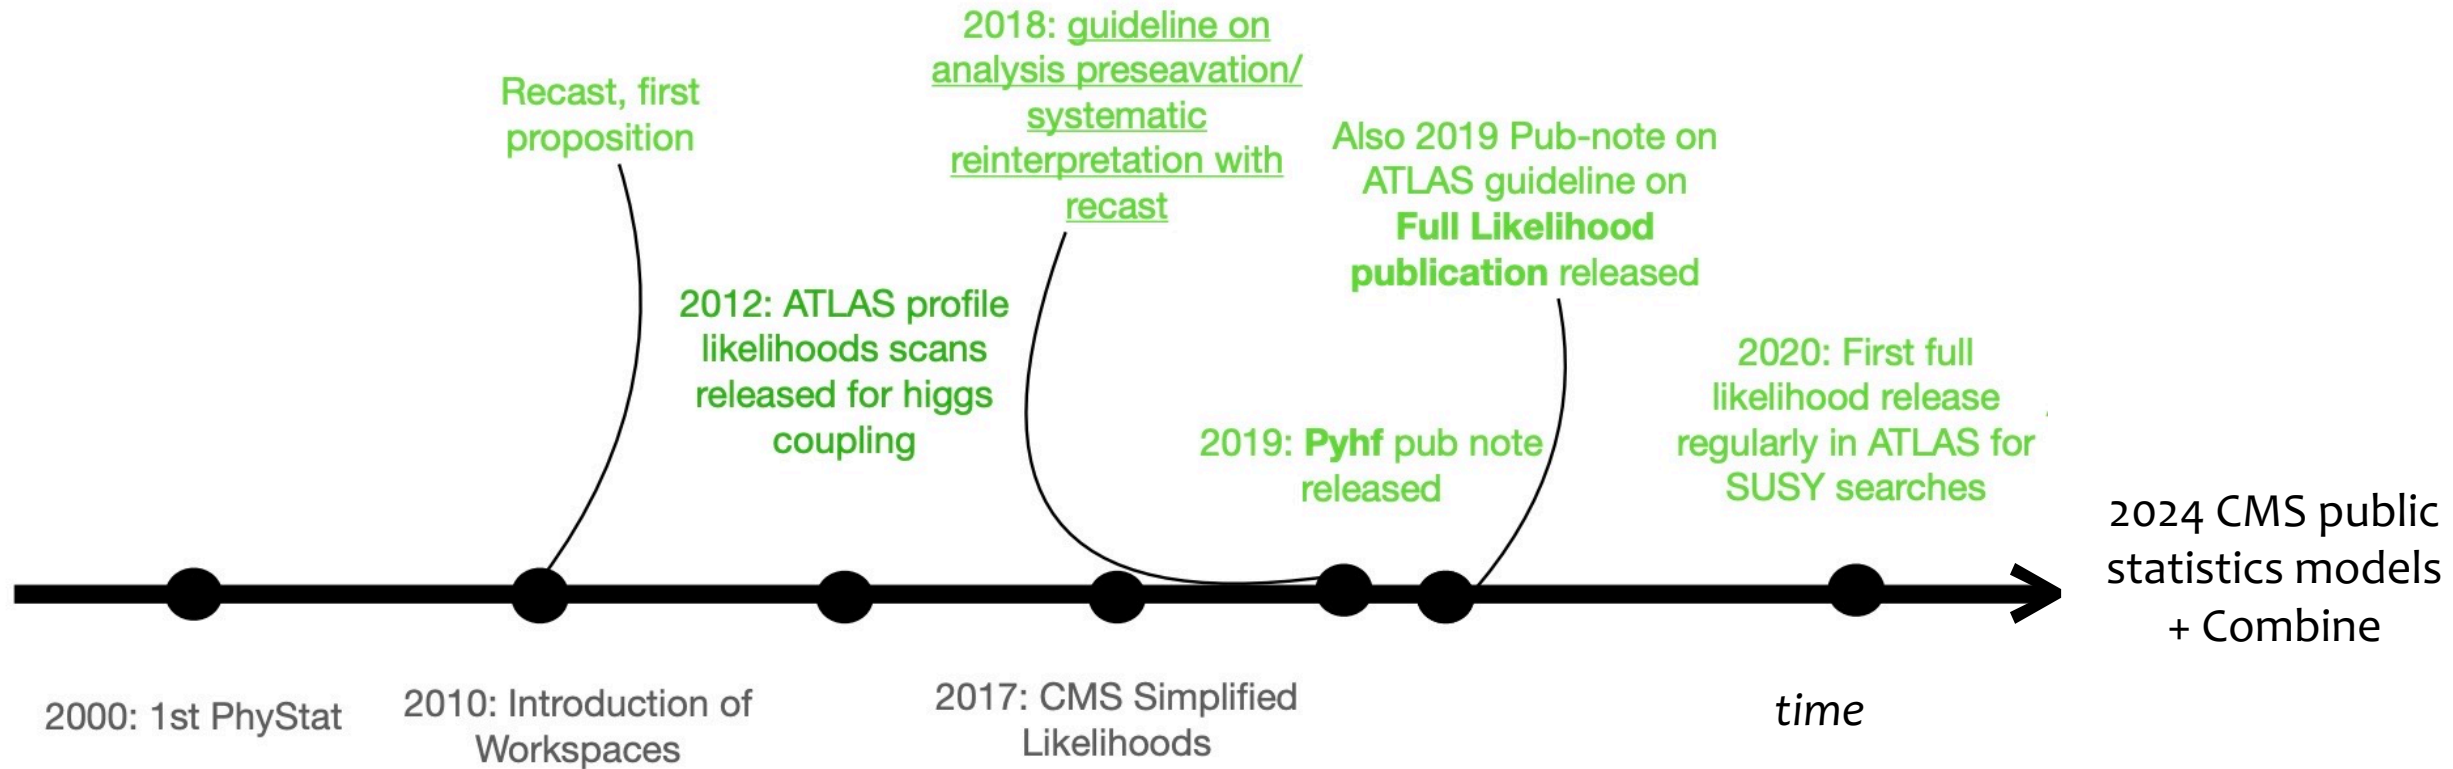 Recast, first
proposition
2018: guideline on
analysis preseavation/
systematic
reinterpretation with
recast
Also 2019 Pub-note on
ATLAS guideline on
Full Likelihood
publication released
2012: ATLAS profile
likelihoods scans
released for higgs
coupling
2019: Pyhf pub note
released
2020: First full
likelihood release
regularly in ATLAS for
SUSY searches
2024 CMS public
statistics models
+ Combine
2000: 1st PhyStat
2010: Introduction of
Workspaces
2017: CMS Simplified
Likelihoods
time